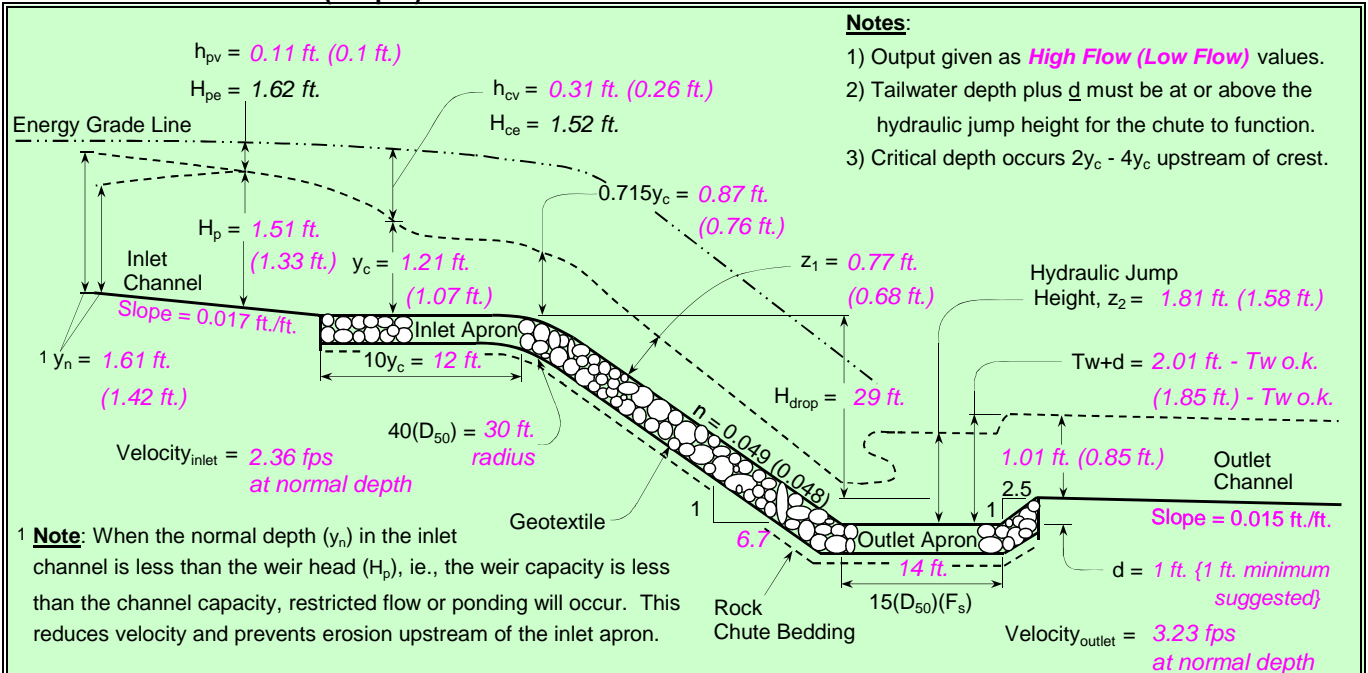 Notes:
1) Output given as High Flow (Low Flow) values.
2) Tailwater depth plus d must be at or above the
hydraulic jump height for the chute to function.
3) Critical depth occurs 2yc - 4yc upstream of crest.
hpv = 0.11 ft. (0.1 ft.)
Hpe = 1.62 ft.
hcv = 0.31 ft. (0.26 ft.)
Hce = 1.52 ft.
Energy Grade Line
0.715yc = 0.87 ft.
(0.76 ft.)
Hp = 1.51 ft.
(1.33 ft.)
Inlet
Channel
Slope = 0.017 ft./ft.
yc = 1.21 ft.
(1.07 ft.)
z1 = 0.77 ft.
(0.68 ft.)
Hydraulic Jump
Height, z2 = 1.81 ft. (1.58 ft.)
Inlet Apron
1 yn = 1.61 ft.
(1.42 ft.)
10yc = 12 ft.
Tw+d = 2.01 ft. - Tw o.k.
(1.85 ft.) - Tw o.k.
Hdrop = 29 ft.
n = 0.049 (0.048)
40(D50) = 30 ft.
radius
Velocityinlet = 2.36 fps
at normal depth
1.01 ft. (0.85 ft.)
Outlet
Channel
2.5
1
Slope = 0.015 ft./ft.
Geotextile
1
6.7
Outlet Apron
14 ft.
15(D50)(Fs)
d = 1 ft. {1 ft. minimum
suggested}
Rock
Chute Bedding
Velocityoutlet = 3.23 fps
at normal depth
1 Note: When the normal depth (yn) in the inlet
channel is less than the weir head (Hp), ie., the weir capacity is less
than the channel capacity, restricted flow or ponding will occur. This
reduces velocity and prevents erosion upstream of the inlet apron.